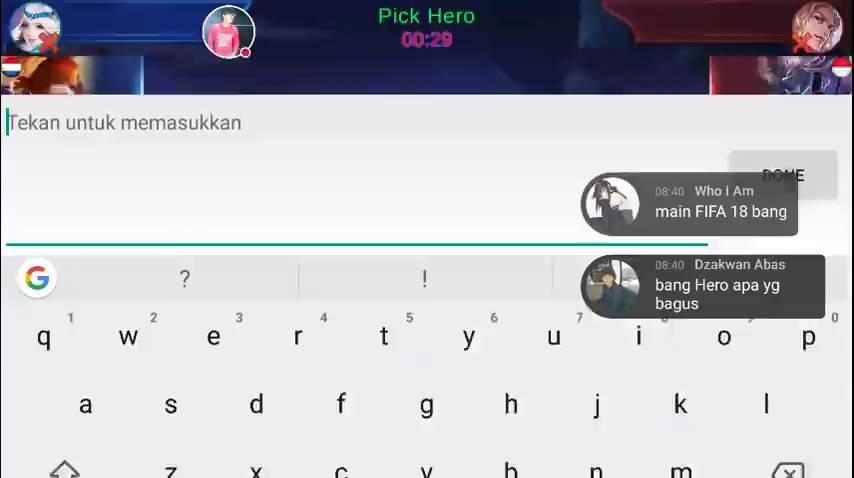 Pick Hero
00:29
Tekan untuk memasukkan
DONE
08:40 Who i Am
main FIFA 18 bang
08:40 Dzakwan Abas
bang Hero apa yg
bagus
? !
1 2 3 4 5 6 7 8 0
q w e r t y u i o p
a s d f g h j k l
z x c v b n m